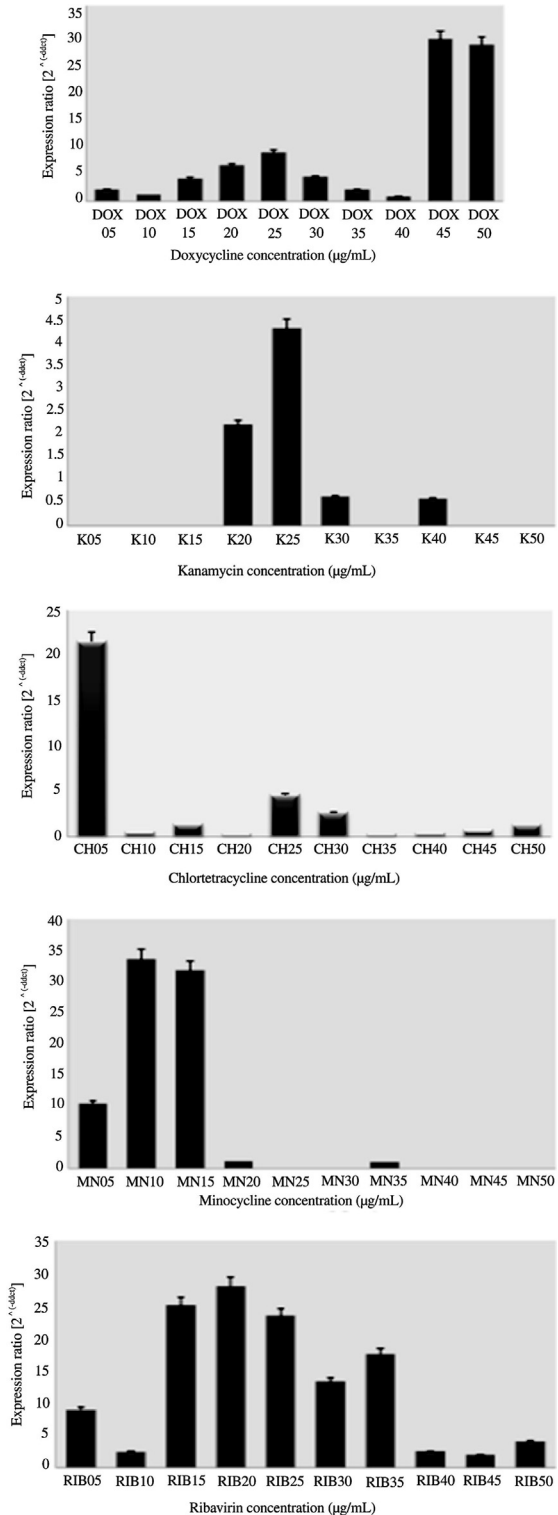 Expression ratio [2^(-ddct)]
35
30
25
20
15
10
5
0
DOX DOX DOX DOX DOX DOX DOX DOX DOX DOX
05 10 15 20 25 30 35 40 45 50
Doxycycline concentration (µg/mL)
Expression ratio [2^(-ddct)]
5
4.5
4
3.5
3
2.5
2
1.5
1
0.5
0
K05 K10 K15 K20 K25 K30 K35 K40 K45 K50
Kanamycin concentration (µg/mL)
Expression ratio [2^(-ddct)]
25
20
15
10
5
0
CH05 CH10 CH15 CH20 CH25 CH30 CH35 CH40 CH45 CH50
Chlortetracycline concentration (µg/mL)
Expression ratio [2^(-ddct)]
40
35
30
25
20
15
10
5
0
MN05 MN10 MN15 MN20 MN25 MN30 MN35 MN40 MN45 MN50
Minocycline concentration (µg/mL)
Expression ratio [2^(-ddct)]
35
30
25
20
15
10
5
0
RIB05 RIB10 RIB15 RIB20 RIB25 RIB30 RIB35 RIB40 RIB45 RIB50
Ribavirin concentration (µg/mL)